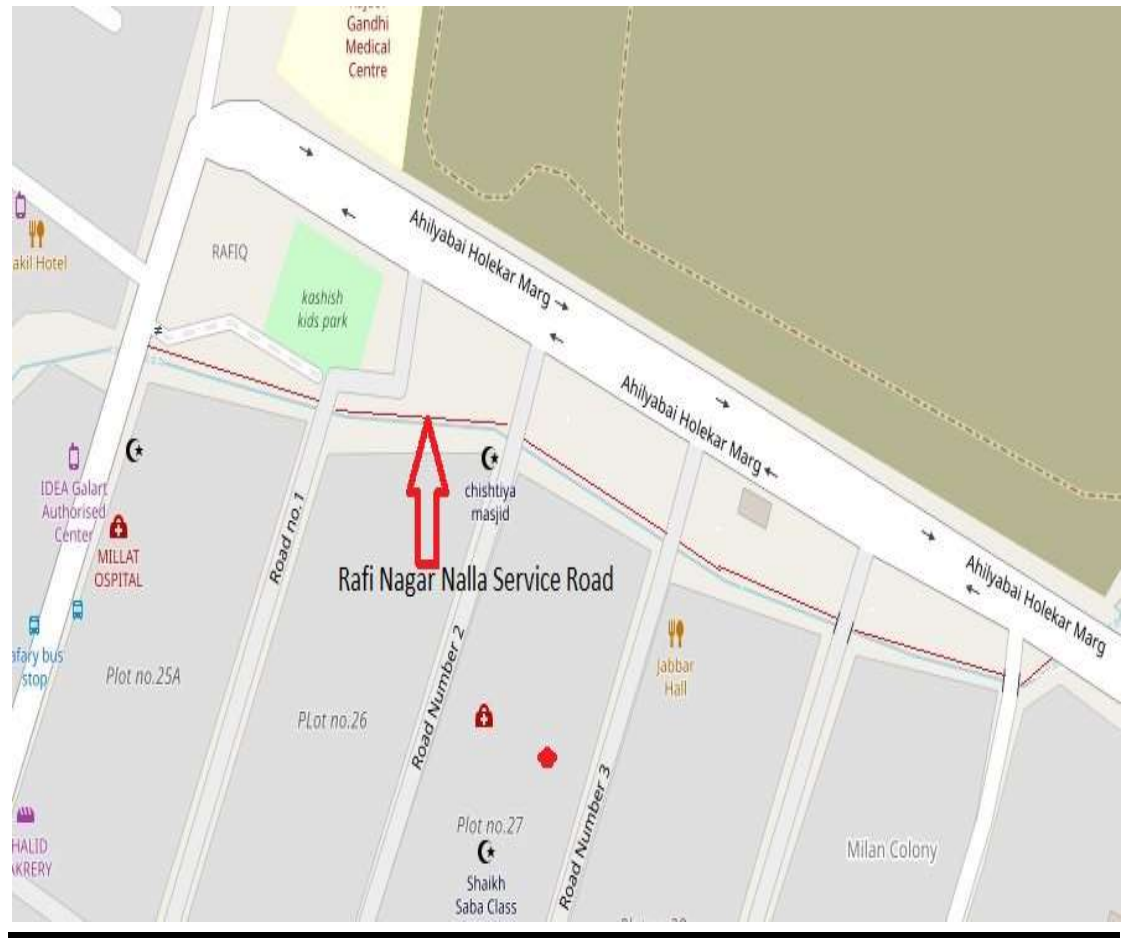 Gandhi
Medical
Centre
Ahilyabai Holekar Marg
RAFIQ
akil Hotel
kashish
kids park
Ahilyabai Holekar Marg
chishtiya
masjid
IDEA Galart
Authorised
Center
MILLAT
OSPITAL
Road no.1
Ahilyabai Holekar Marg
Rafi Nagar Nalla Service Road
afary bus
stop
Plot no.25A
PLot no.26
Road Number 2
Jabbar
Hall
Road Number 3
Plot no.27
HALID
AKRERY
Shaikh
Saba Class
Milan Colony